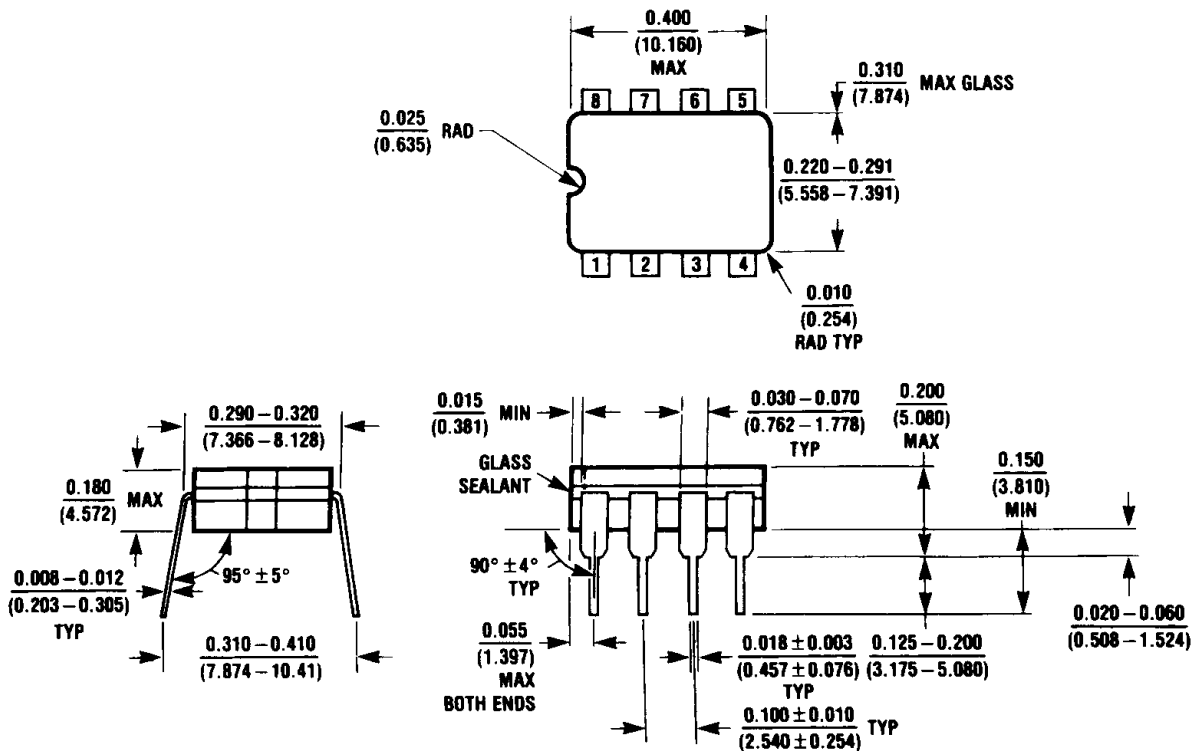 0.400
(10.160)
MAX
0.310
(7.874)
MAX GLASS
8 7 6 5
0.025
(0.635)
RAD
0.220 – 0.291
(5.558 – 7.391)
1 2 3 4
0.010
(0.254)
RAD TYP
0.290 – 0.320
(7.366 – 8.128)
0.180
(4.572)
MAX
95° ± 5°
0.008 – 0.012
(0.203 – 0.305)
TYP
0.310 – 0.410
(7.874 – 10.41)
0.015
(0.381)
MIN
0.030 - 0.070
(0.762 – 1.778)
TYP
0.200
(5.080)
MAX
GLASS
SEALANT
0.150
(3.810)
MIN
90° ± 4°
TYP
0.055
(1.397)
MAX
BOTH ENDS
0.018 ± 0.003
(0.457 ± 0.076)
TYP
0.125 – 0.200
(3.175 – 5.080)
0.020 – 0.060
(0.508 – 1.524)
0.100 ± 0.010
(2.540 ± 0.254)
TYP